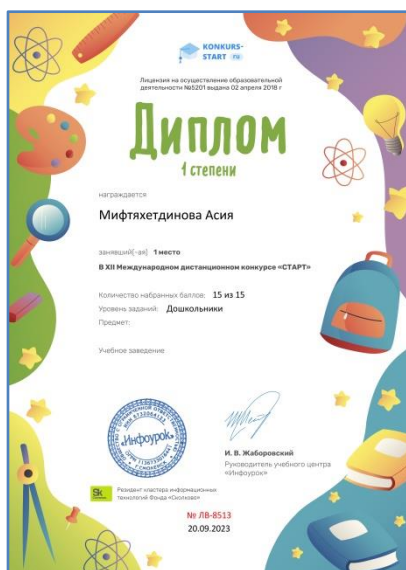 KONKURS-
START ru
Лицензия на осуществление образовательной
деятельности №5201 выдана 02 апреля 2018 г
Диплом
1 степени
награждается
Мифтяхетдинова Асия
занявший(-ая) 1 место
В XII Международном дистанционном конкурсе «СТАРТ»
Количество набранных баллов: 15 из 15
Уровень заданий: Дошкольники
Предмет:
Учебное заведение
«Инфоурок»
И. В. Жаборовский
Руководитель учебного центра
«Инфоурок»
Sk
Резидент кластера информационных
технологий Фонда «Сколково»
№ ЛВ-8513
20.09.2023